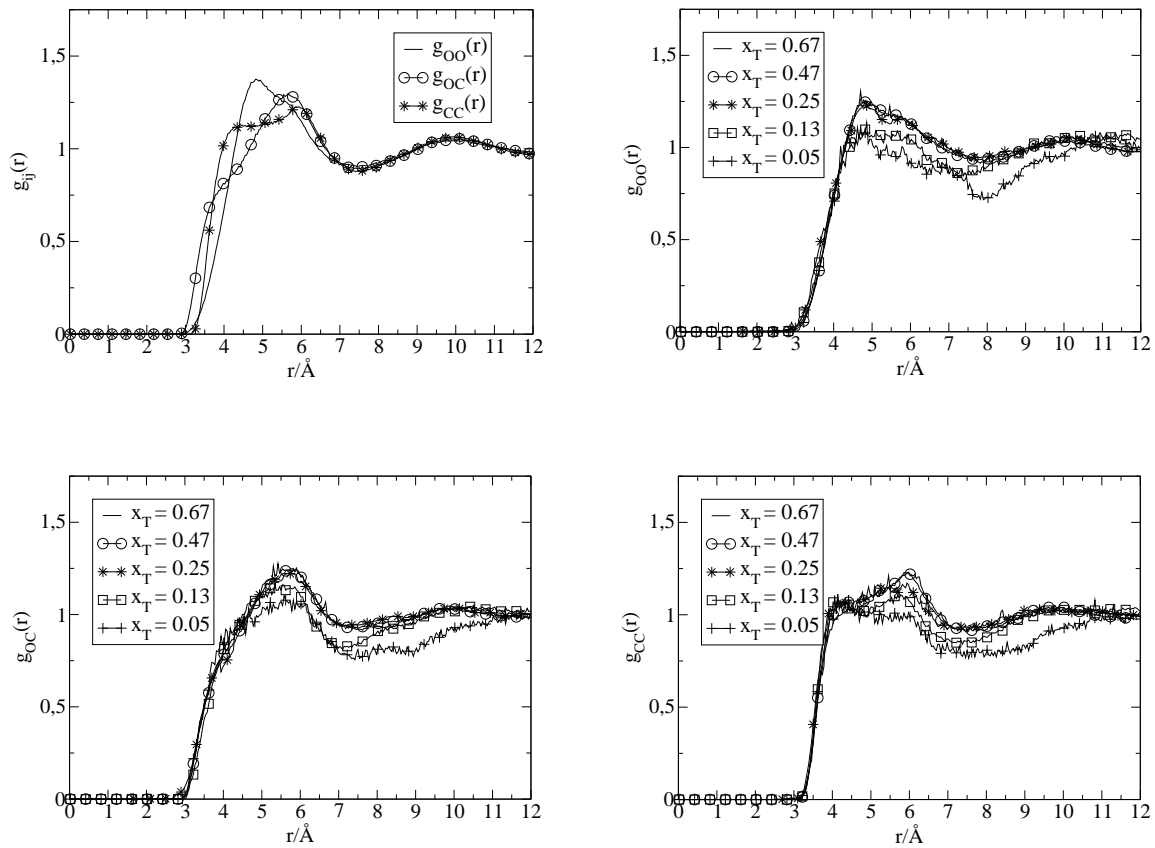 1,5
1
0,5
0
g_ij(r)
g_OO(r)
g_OC(r)
g_CC(r)
0 1 2 3 4 5 6 7 8 9 10 11 12
r/Å
1,5
1
0,5
0
g_OO(r)
x_T = 0.67
x_T = 0.47
x_T = 0.25
x_T = 0.13
x_T = 0.05
0 1 2 3 4 5 6 7 8 9 10 11 12
r/Å
1,5
1
0,5
0
g_OC(r)
x_T = 0.67
x_T = 0.47
x_T = 0.25
x_T = 0.13
x_T = 0.05
0 1 2 3 4 5 6 7 8 9 10 11 12
r/Å
1,5
1
0,5
0
g_CC(r)
x_T = 0.67
x_T = 0.47
x_T = 0.25
x_T = 0.13
x_T = 0.05
0 1 2 3 4 5 6 7 8 9 10 11 12
r/Å